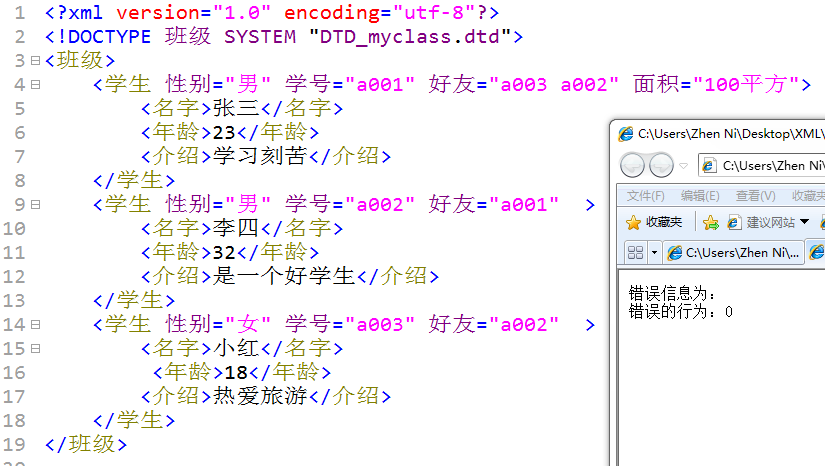 1 <?xml version="1.0" encoding="utf-8"?>
2 <!DOCTYPE 班级 SYSTEM "DTD_myclass.dtd">
3 <班级>
4 <学生 性别="男" 学号="a001" 好友="a003 a002" 面积="100平方">
5 <名字>张三</名字>
6 <年龄>23</年龄>
7 <介绍>学习刻苦</介绍>
8 </学生>
9 <学生 性别="男" 学号="a002" 好友="a001" >
10 <名字>李四</名字>
11 <年龄>32</年龄>
12 <介绍>是一个好学生</介绍>
13 </学生>
14 <学生 性别="女" 学号="a003" 好友="a002" >
15 <名字>小红</名字>
16 <年龄>18</年龄>
17 <介绍>热爱旅游</介绍>
18 </学生>
19 </班级>
C:\Users\Zhen Ni\Desktop\XML\
C:\Users\Zhen Ni\
文件(F) 编辑(E) 查看(V) 收藏夹
收藏夹 建议网站
C:\Users\Zhen Ni\...
错误信息为:
错误的行为:0